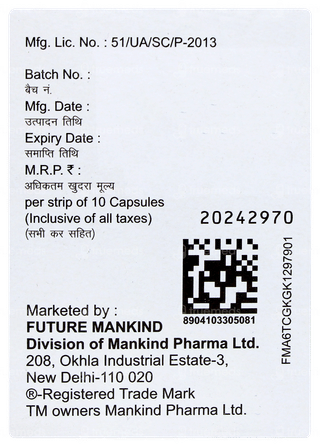 Mfg. Lic. No. : 51/UA/SC/P-2013
Batch No. :
बैच नं.
Mfg. Date :
उत्पादन तिथि
Expiry Date :
समाप्ति तिथि
M.R.P. ₹ :
अधिकतम खुदरा मूल्य
per strip of 10 Capsules
(Inclusive of all taxes)
(सभी कर सहित)
20242970
8904103305081
FMA6TCGKGK1297901
Marketed by :
FUTURE MANKIND
Division of Mankind Pharma Ltd.
208, Okhla Industrial Estate-3,
New Delhi-110 020
®-Registered Trade Mark
TM owners Mankind Pharma Ltd.